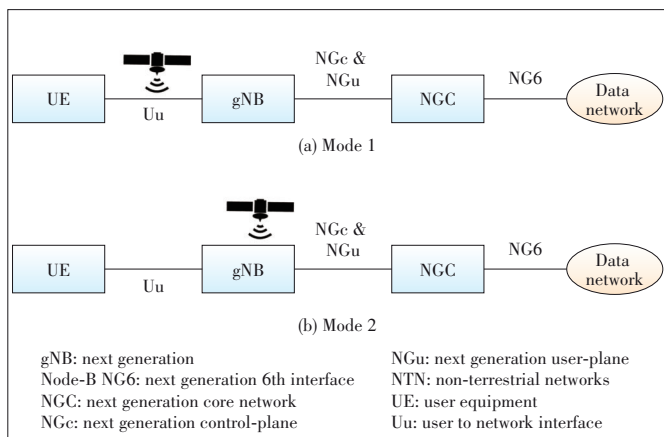 NGc &
NGu
NG6
UE
gNB
NGC
Data
network
Uu
(a) Mode 1
NGc &
NGu
NG6
UE
gNB
NGC
Data
network
Uu
(b) Mode 2
gNB: next generation
Node-B NG6: next generation 6th interface
NGC: next generation core network
NGc: next generation control-plane
NGu: next generation user-plane
NTN: non-terrestrial networks
UE: user equipment
Uu: user to network interface